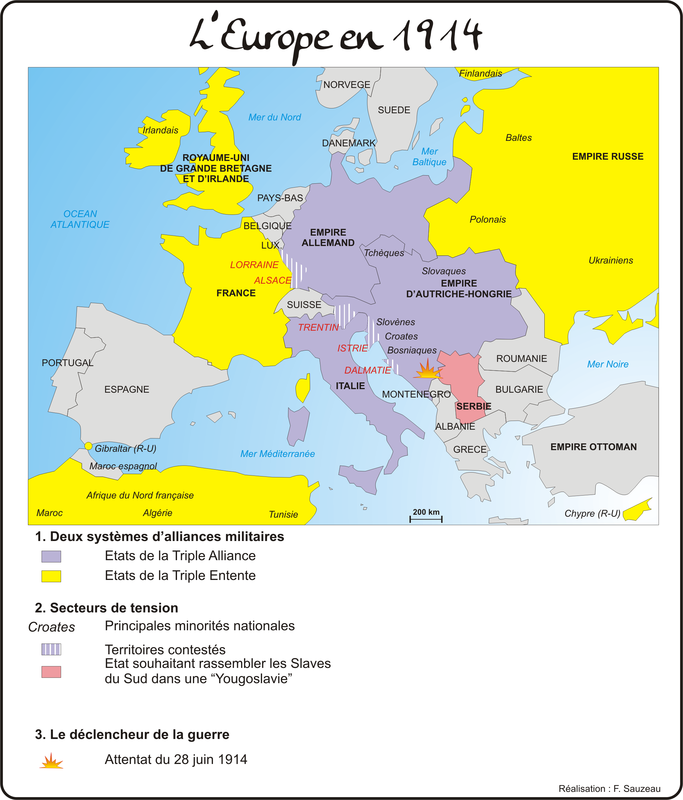 L'Europe en 1914
NORVEGE
SUEDE
Finlandais
Mer du Nord
Irlandais
DANEMARK
Mer
Baltique
Baltes
EMPIRE RUSSE
ROYAUME-UNI
DE GRANDE BRETAGNE
ET D'IRLANDE
PAYS-BAS
OCEAN
ATLANTIQUE
BELGIQUE
EMPIRE
ALLEMAND
Polonais
LUX
Tchèques
LORRAINE
ALSACE
Slovaques
Ukrainiens
FRANCE
EMPIRE
D'AUTRICHE-HONGRIE
SUISSE
TRENTIN
Slovénes
Croates
ISTRIE
Bosniaques
ROUMANIE
Mer Noire
PORTUGAL
DALMATIE
ESPAGNE
ITALIE
MONTENEGRO
BULGARIE
SERBIE
ALBANIE
Gibraltar (R-U)
Mer Méditerranée
GRECE
EMPIRE OTTOMAN
Maroc espagnol
Afrique du Nord française
Maroc
Algérie
Tunisie
200 km
Chypre (R-U)
1. Deux systèmes d'alliances militaires
Etats de la Triple Alliance
Etats de la Triple Entente
2. Secteurs de tension
Croates
Principales minorités nationales
Territoires contestés
Etat souhaitant rassembler les Slaves
du Sud dans une “Yougoslavie”
3. Le déclencheur de la guerre
Attentat du 28 juin 1914
Réalisation : F. Sauzeau